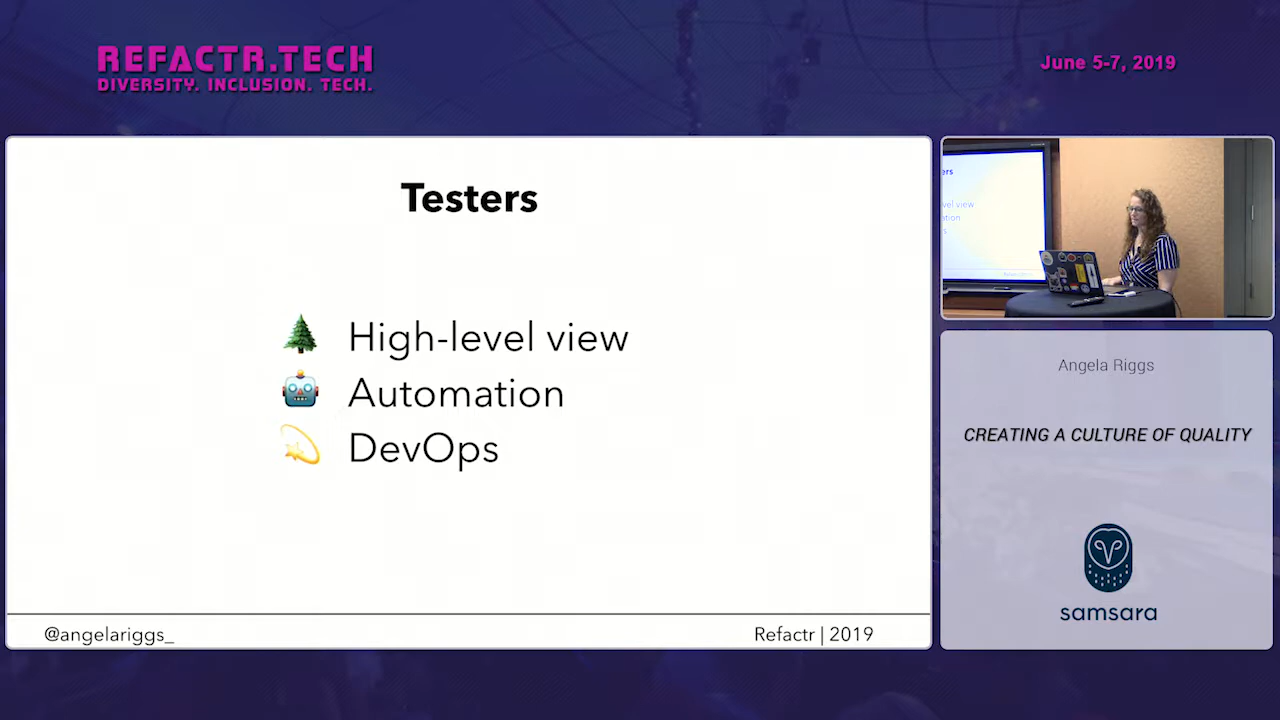 REFACTR.TECH
DIVERSITY. INCLUSION. TECH.
June 5-7, 2019
Testers
High-level view
Automation
DevOps
@angelariggs_
Refactr | 2019
Angela Riggs
CREATING A CULTURE OF QUALITY
samsara